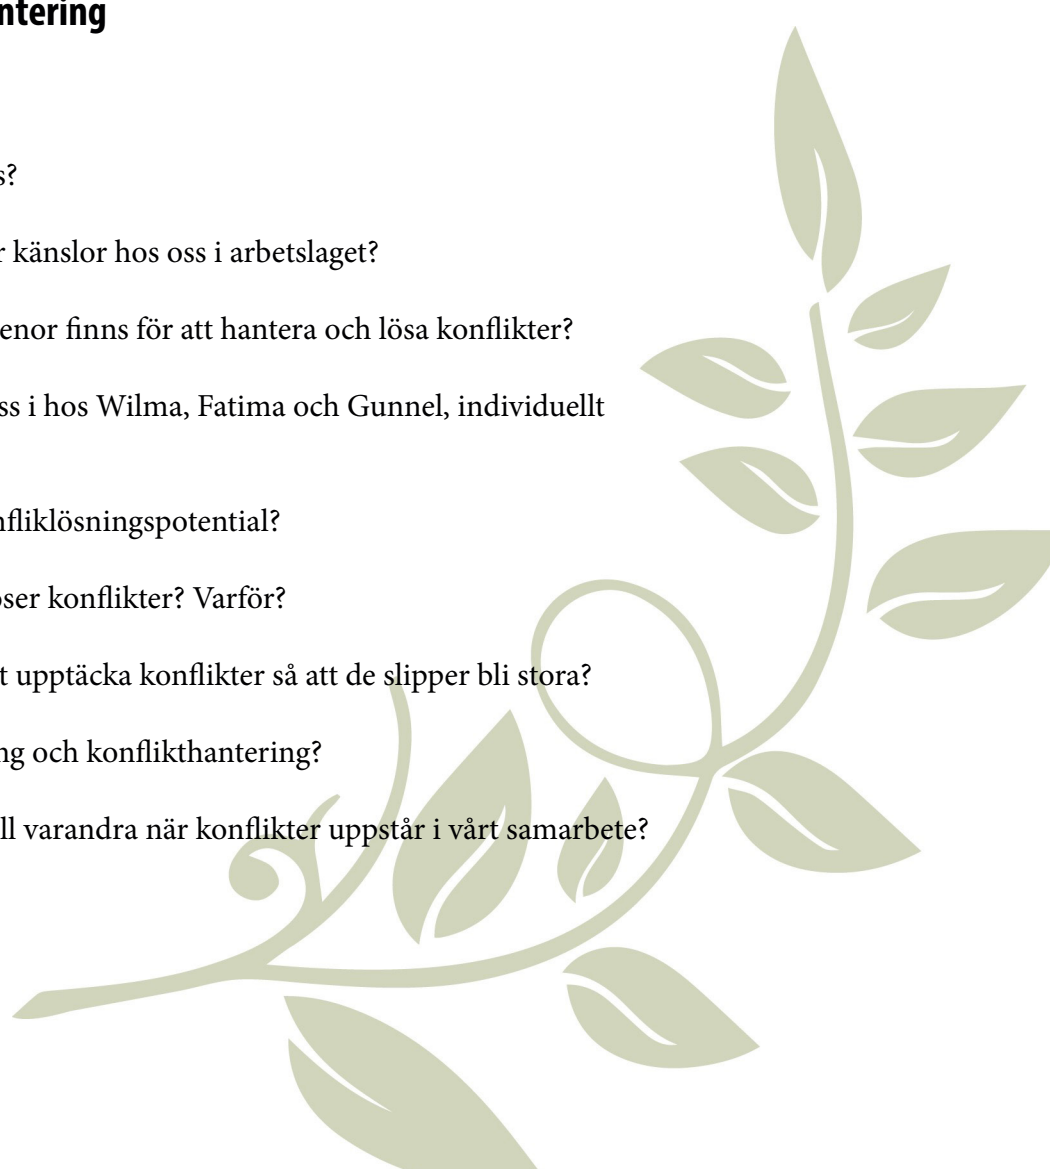 ntering
s?
r känslor hos oss i arbetslaget?
enor finns för att hantera och lösa konflikter?
ss i hos Wilma, Fatima och Gunnel, individuellt
nfliklösningspotential?
öser konflikter? Varför?
t upptäcka konflikter så att de slipper bli stora?
ng och konflikthantering?
ll varandra när konflikter uppstår i vårt samarbete?